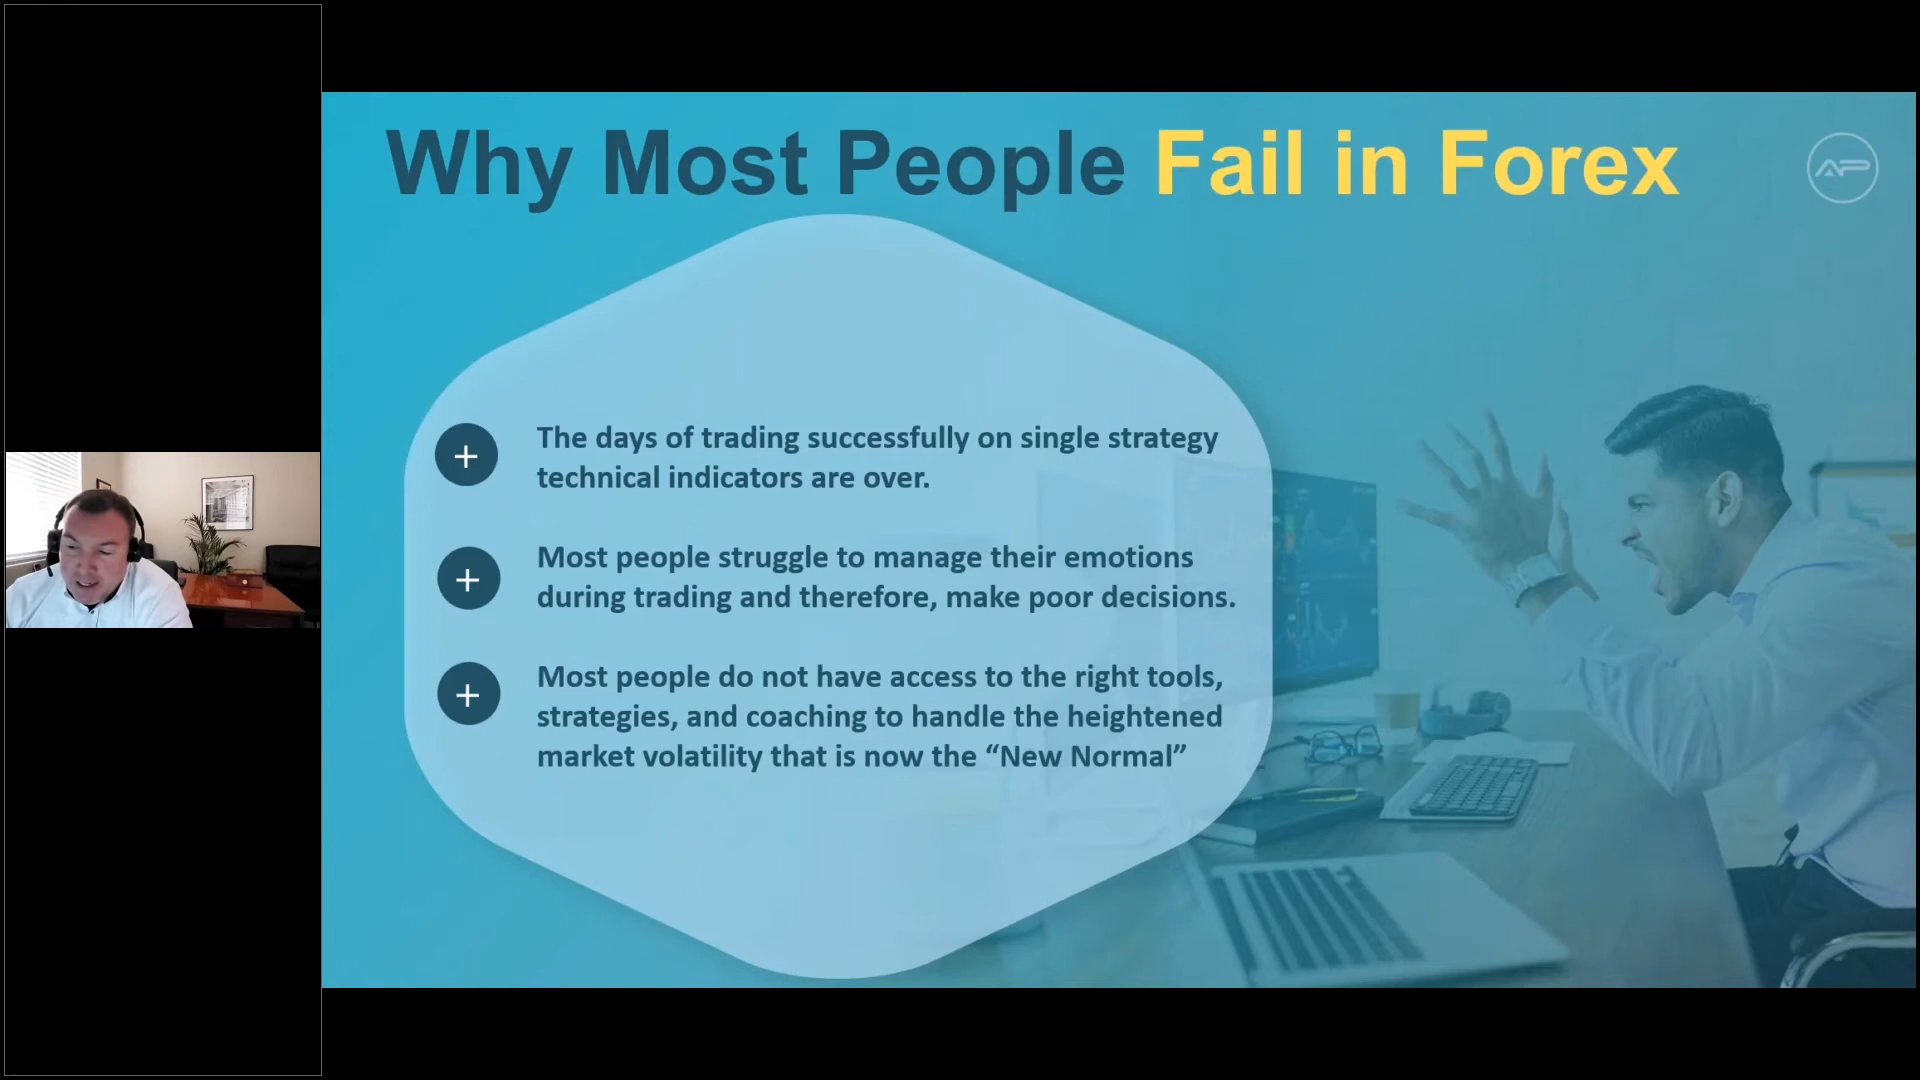 Why Most People Fail in Forex
AP
The days of trading successfully on single strategy
technical indicators are over.
Most people struggle to manage their emotions
during trading and therefore, make poor decisions.
Most people do not have access to the right tools,
strategies, and coaching to handle the heightened
market volatility that is now the “New Normal”